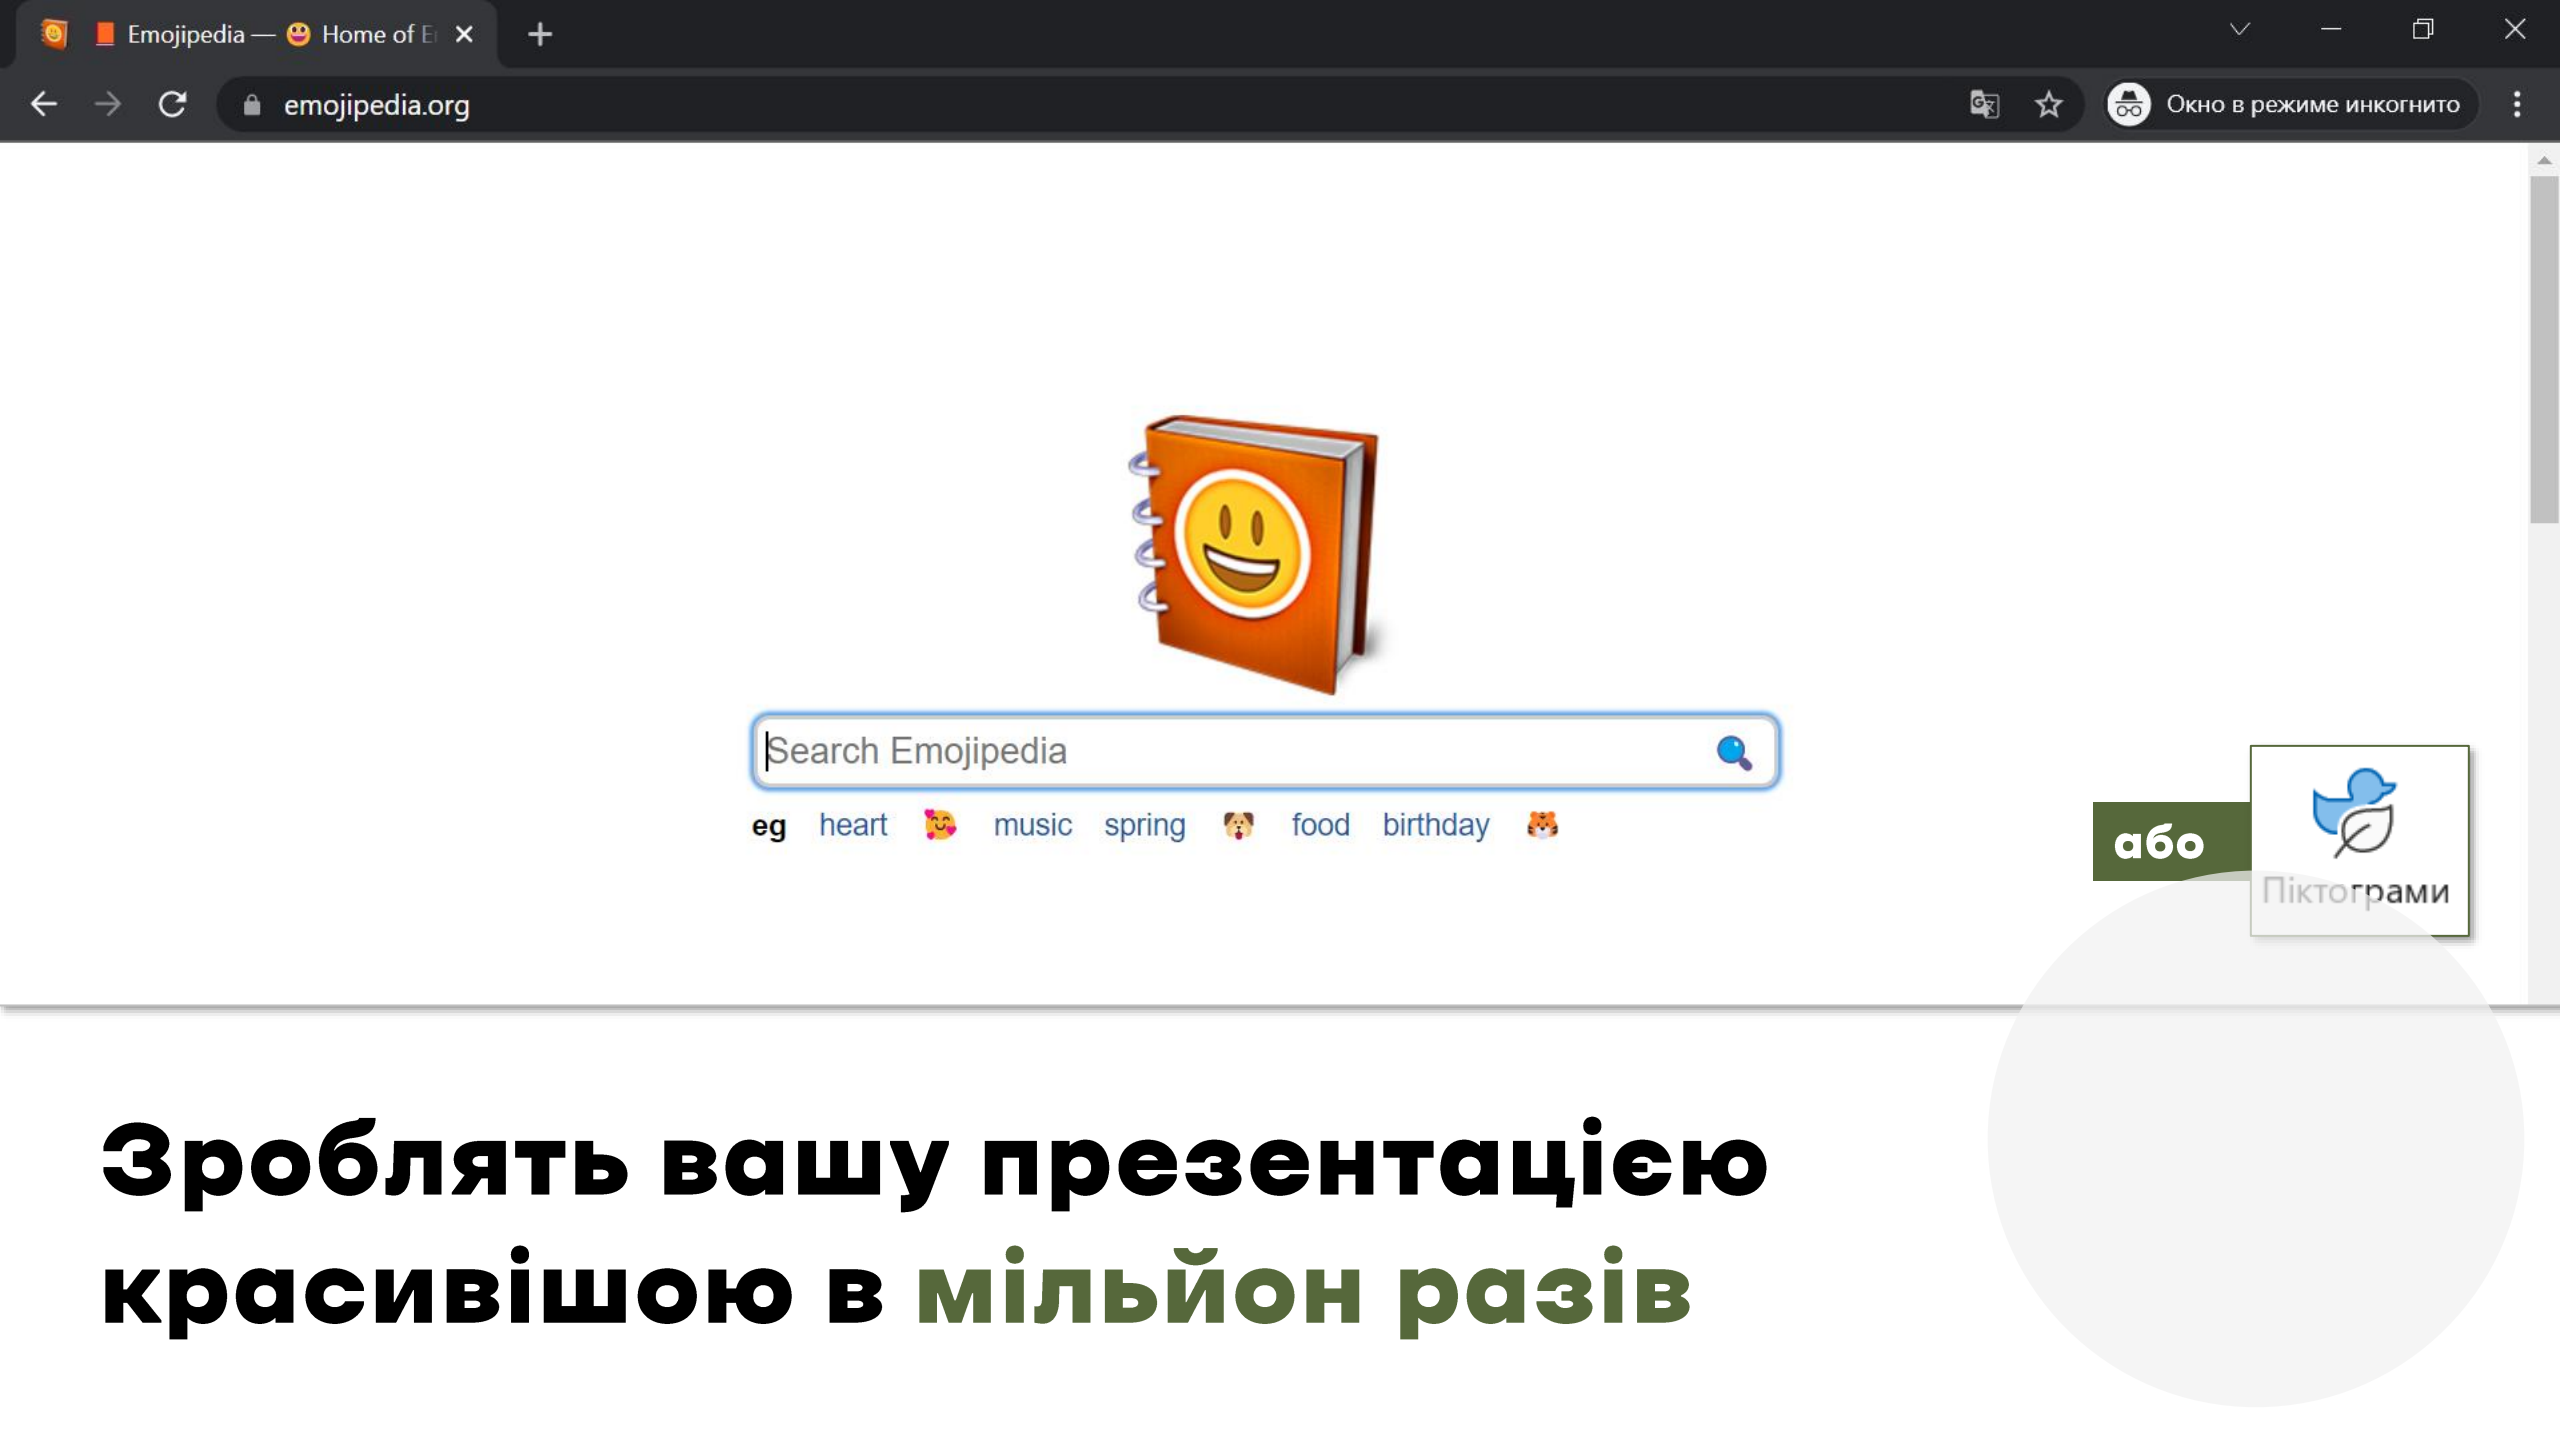 Emojipedia — 😃 Home of E
emojipedia.org
Окно в режиме инкогнито
Search Emojipedia
eg heart 🥰 music spring 🐶 food birthday 🐯
або
Піктограми
Зроблять вашу презентацією
красивішою в мільйон разів